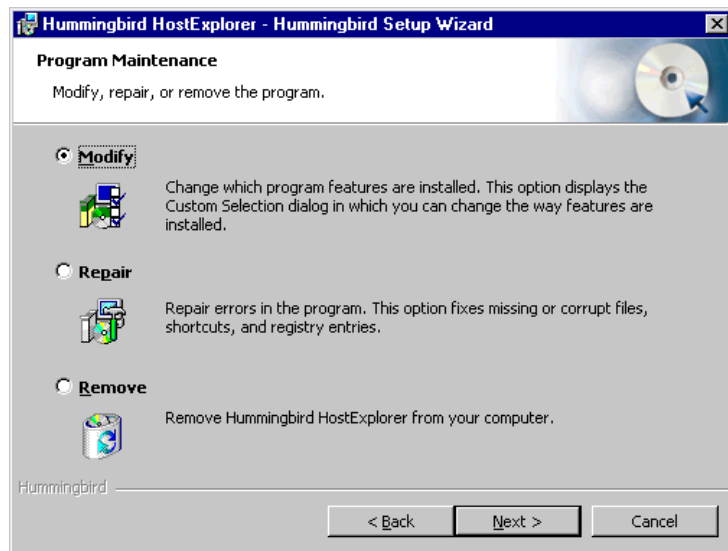 Hummingbird HostExplorer - Hummingbird Setup Wizard
Program Maintenance
Modify, repair, or remove the program.
Modify
Change which program features are installed. This option displays the
Custom Selection dialog in which you can change the way features are
installed.
Repair
Repair errors in the program. This option fixes missing or corrupt files,
shortcuts, and registry entries.
Remove
Remove Hummingbird HostExplorer from your computer.
Hummingbird
< Back
Next >
Cancel